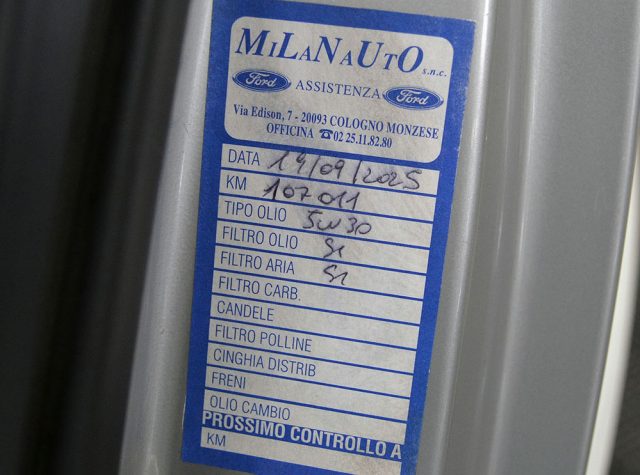 MiLaNaUtO s.n.c.
Ford ASSISTENZA Ford
Via Edison, 7 - 20093 COLOGNO MONZESE
OFFICINA ☎02 25.11.82.80
DATA 14/09/2025
KM 107011
TIPO OLIO 5W30
FILTRO OLIO SI
FILTRO ARIA SI
FILTRO CARB.
CANDELE
FILTRO POLLINE
CINGHIA DISTRIB
FRENI
OLIO CAMBIO
PROSSIMO CONTROLLO A
KM